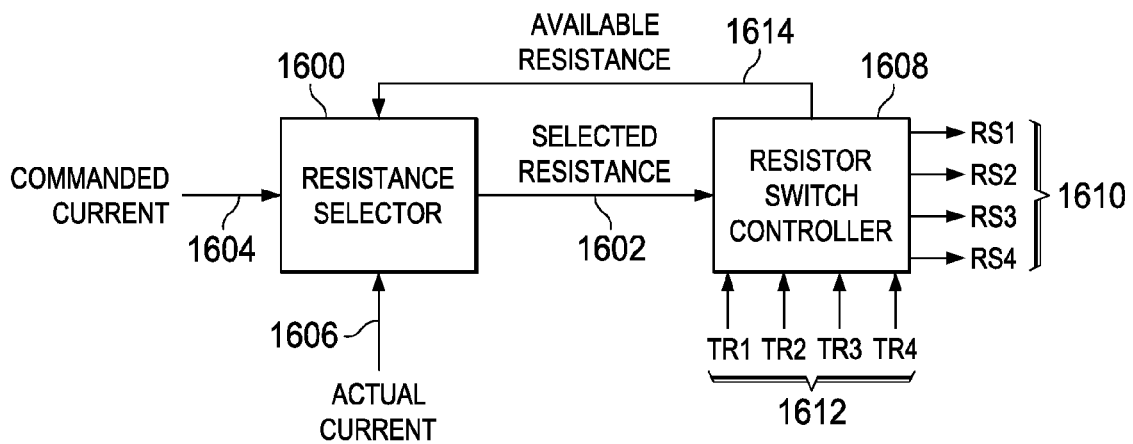 AVAILABLE
RESISTANCE
1614
1600
1608
COMMANDED
CURRENT
1604
RESISTANCE
SELECTOR
SELECTED
RESISTANCE
1602
RESISTOR
SWITCH
CONTROLLER
RS1
RS2
RS3
RS4
1610
1606
ACTUAL
CURRENT
TR1 TR2 TR3 TR4
1612